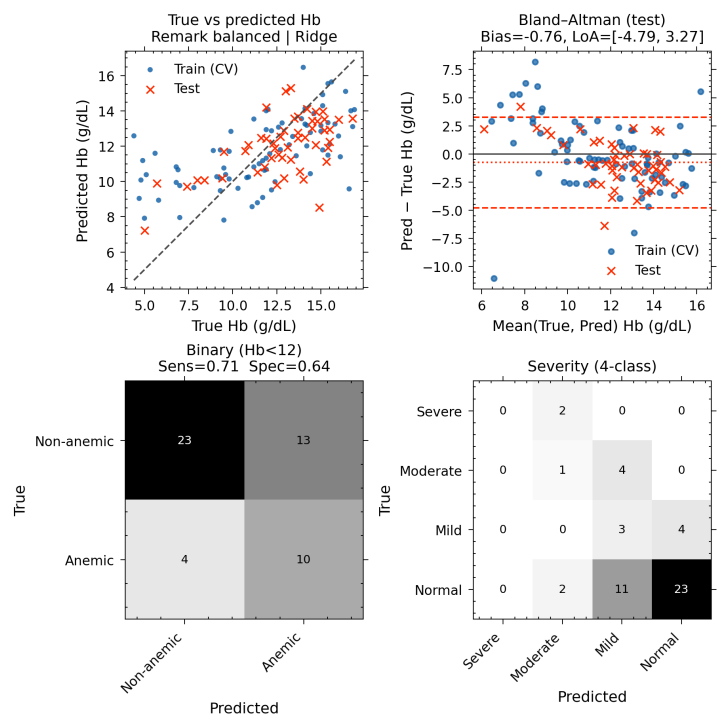 True vs predicted Hb
Remark balanced | Ridge
Predicted Hb (g/dL)
16
14
12
10
8
6
4
Train (CV)
Test
5.0 7.5 10.0 12.5 15.0
True Hb (g/dL)
Bland–Altman (test)
Bias=-0.76, LoA=[-4.79, 3.27]
Pred − True Hb (g/dL)
7.5
5.0
2.5
0.0
−2.5
−5.0
−7.5
−10.0
Train (CV)
Test
6 8 10 12 14 16
Mean(True, Pred) Hb (g/dL)
Binary (Hb<12)
Sens=0.71 Spec=0.64
True
Non-anemic 23 13
Anemic 4 10
Non-anemic Anemic
Predicted
Severity (4-class)
True
Severe 0 2 0 0
Moderate 0 1 4 0
Mild 0 0 3 4
Normal 0 2 11 23
Severe Moderate Mild Normal
Predicted